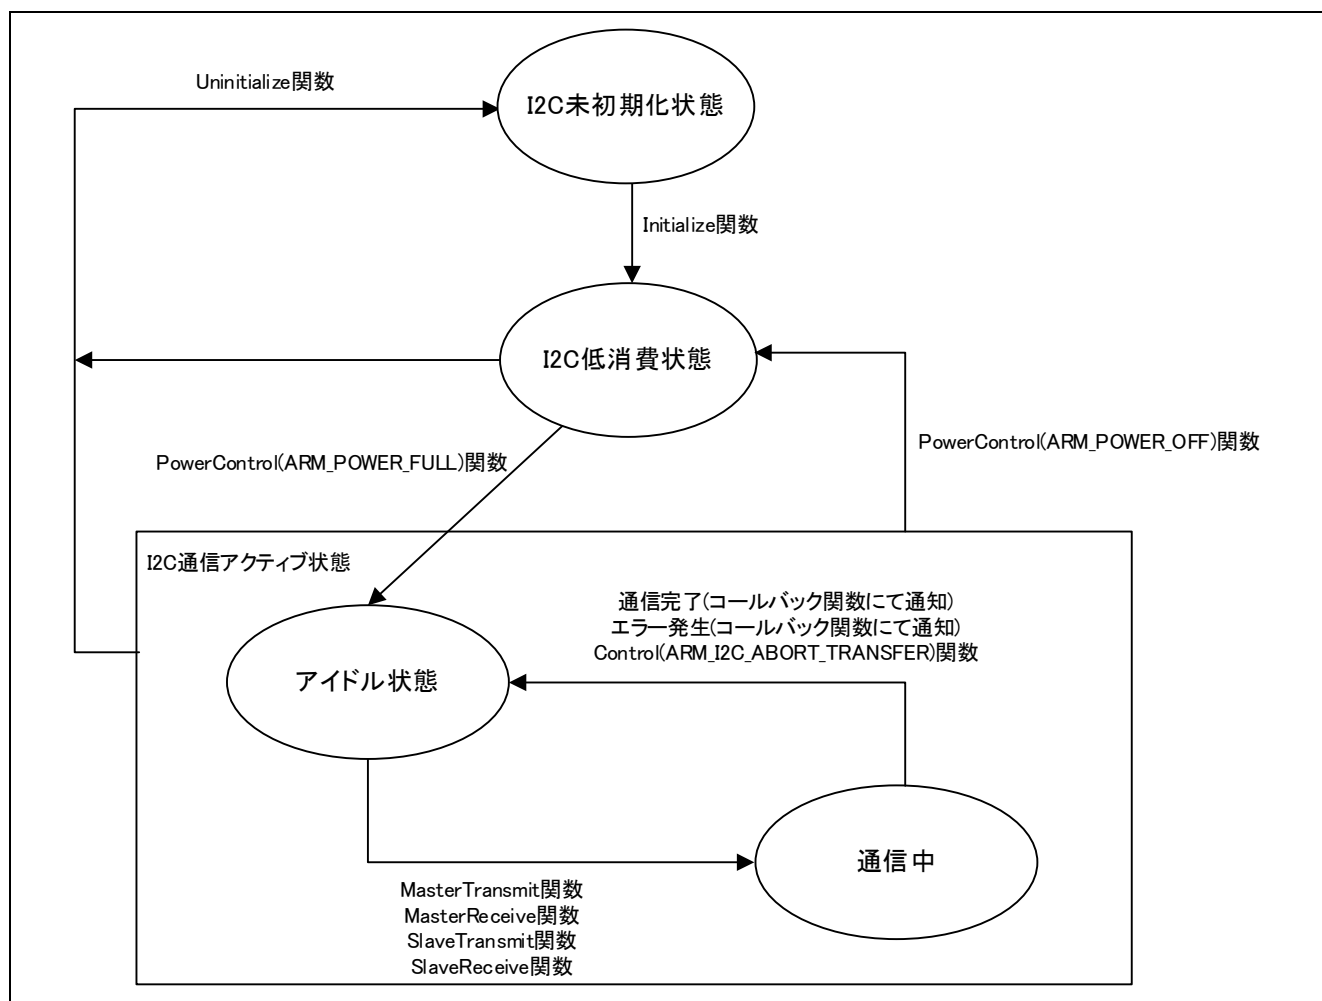 Uninitialize関数
I2C未初期化状態
Initialize関数
I2C低消費状態
PowerControl(ARM_POWER_FULL)関数
PowerControl(ARM_POWER_OFF)関数
I2C通信アクティブ状態
通信完了(コールバック関数にて通知)
エラー発生(コールバック関数にて通知)
Control(ARM_I2C_ABORT_TRANSFER)関数
アイドル状態
通信中
MasterTransmit関数
MasterReceive関数
SlaveTransmit関数
SlaveReceive関数